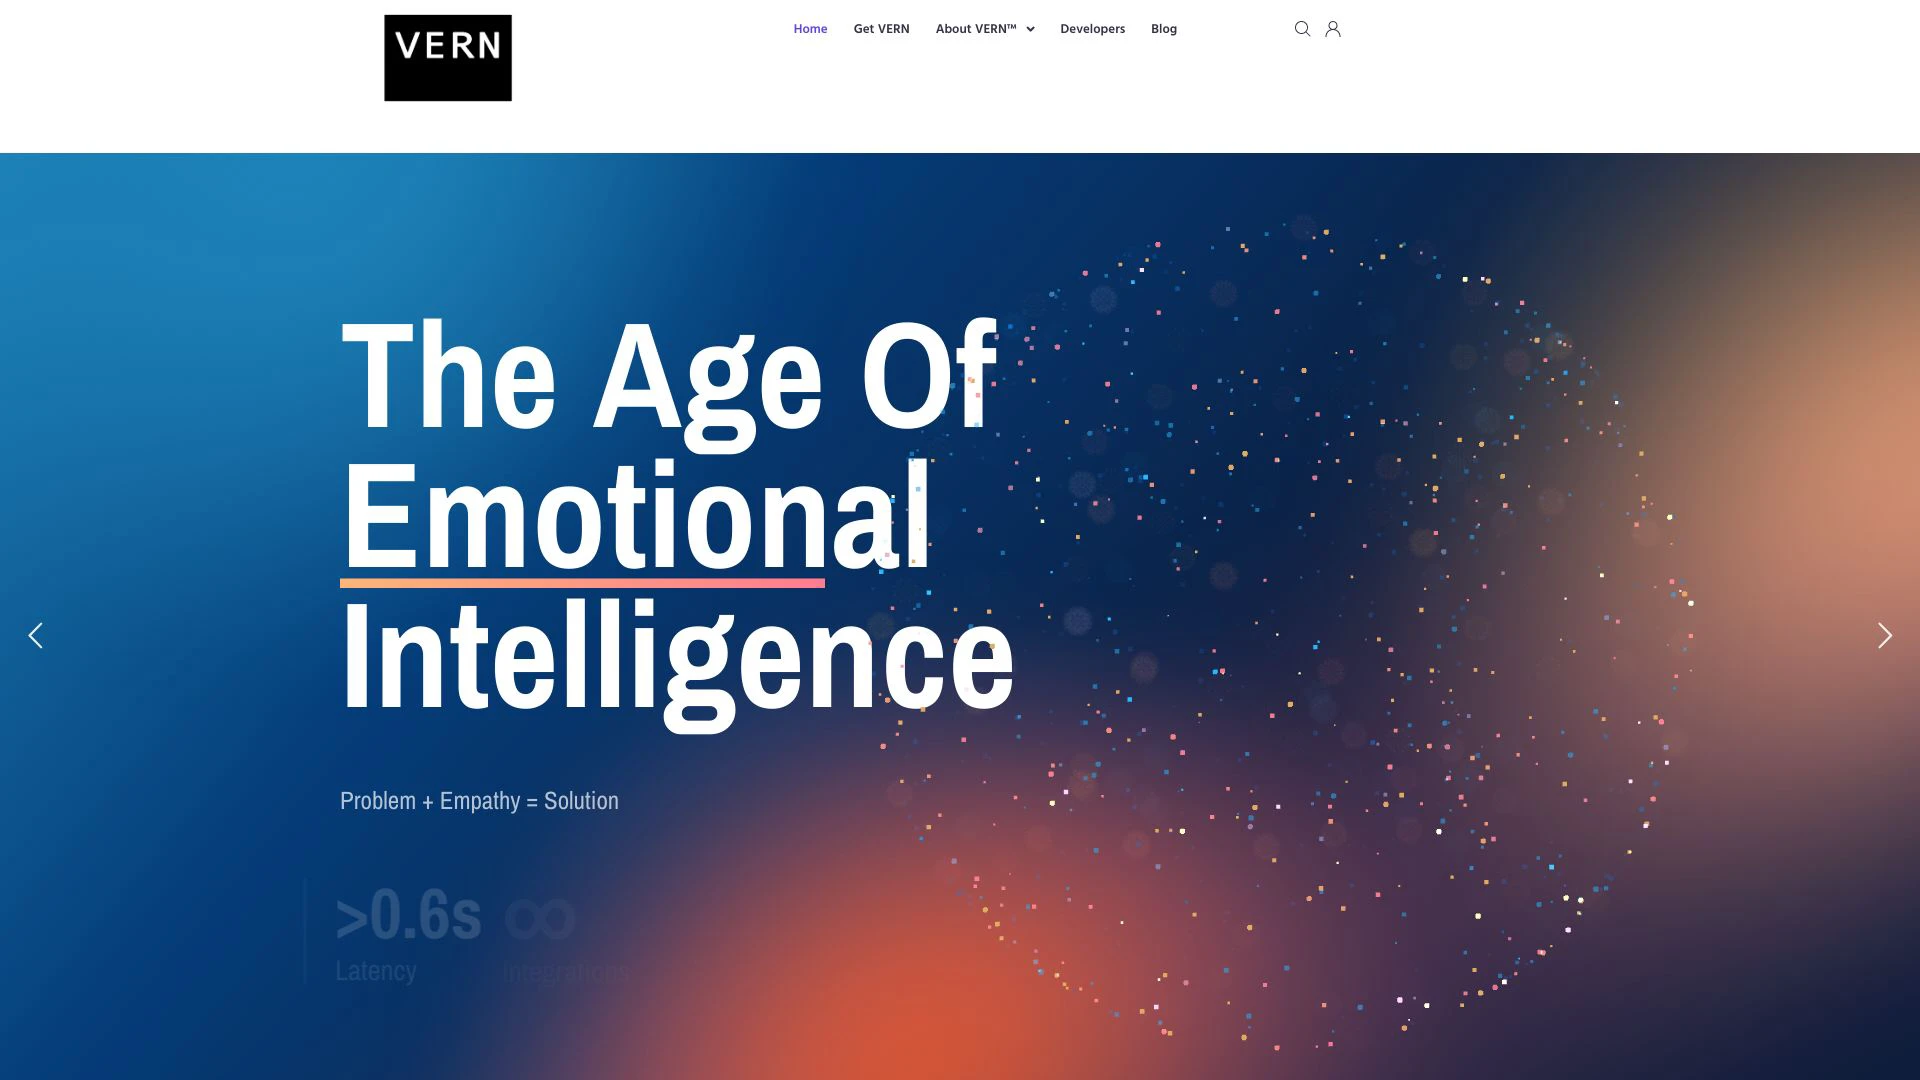 VERN
Home
Get VERN
About VERN™
Developers
Blog
The Age Of
Emotional
Intelligence
Problem + Empathy = Solution
>0.6s ∞
Latency Integrations